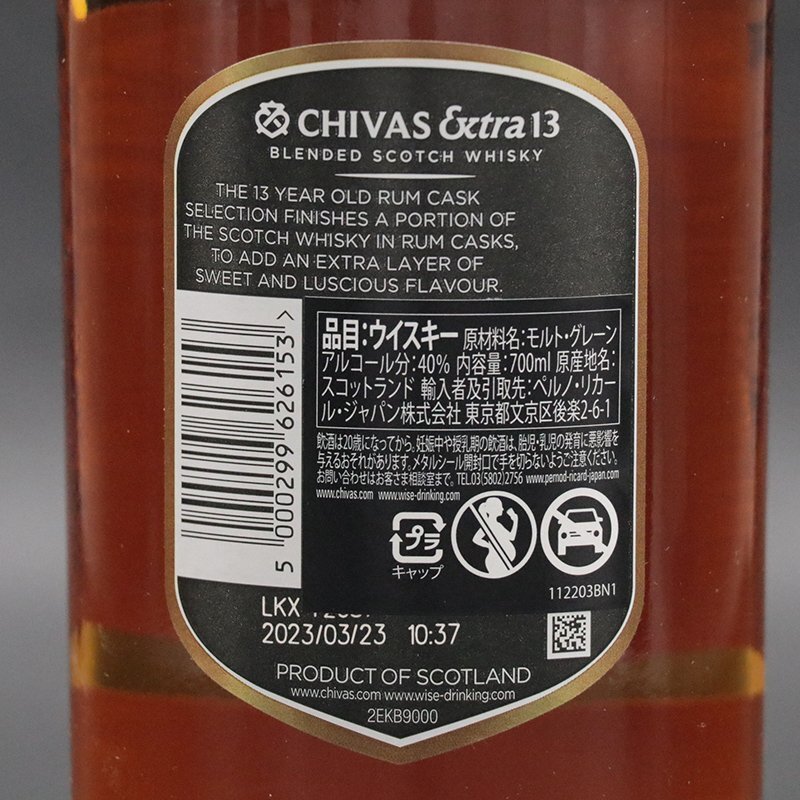 CHIVAS Extra 13
BLENDED SCOTCH WHISKY
THE 13 YEAR OLD RUM CASK
SELECTION FINISHES A PORTION OF
THE SCOTCH WHISKY IN RUM CASKS,
TO ADD AN EXTRA LAYER OF
SWEET AND LUSCIOUS FLAVOUR.
5 000299 626153 >
品目:ウイスキー 原材料名:モルト・グレーン
アルコール分:40% 内容量:700ml 原産地名:
スコットランド 輸入者及引取先:ペルノ・リカー
ル・ジャパン株式会社 東京都文京区後楽2-6-1
飲酒は20歳になってから。妊娠中や授乳期の飲酒は、胎児・乳児の発育に悪影響を
与えるおそれがあります。メタルシール開封口で手を切らないようご注意ください。
お問い合わせはお客さま相談室まで。TEL.03(5802)2756 www.pernod-ricard-japan.com
www.chivas.com www.wise-drinking.com
プラ
キャップ
112203BN1
LKX
2023/03/23 10:37
PRODUCT OF SCOTLAND
www.chivas.com www.wise-drinking.com
2EKB9000